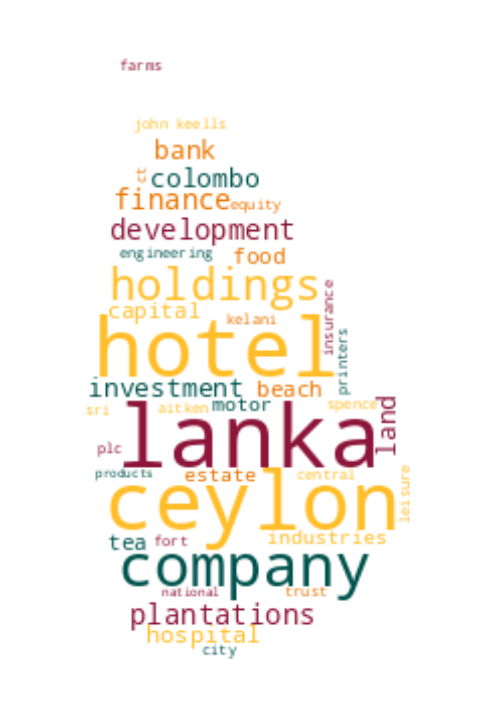 farms
john keells
bank
ct
colombo
finance
equity
development
engineering
food
holdings
insurance
capital
kelani
hotel
printers
investment
beach
sri
aitken
motor
spence
land
lanka
plc
products
estate
central
leisure
ceylon
tea
fort
industries
company
national
trust
plantations
hospital
city